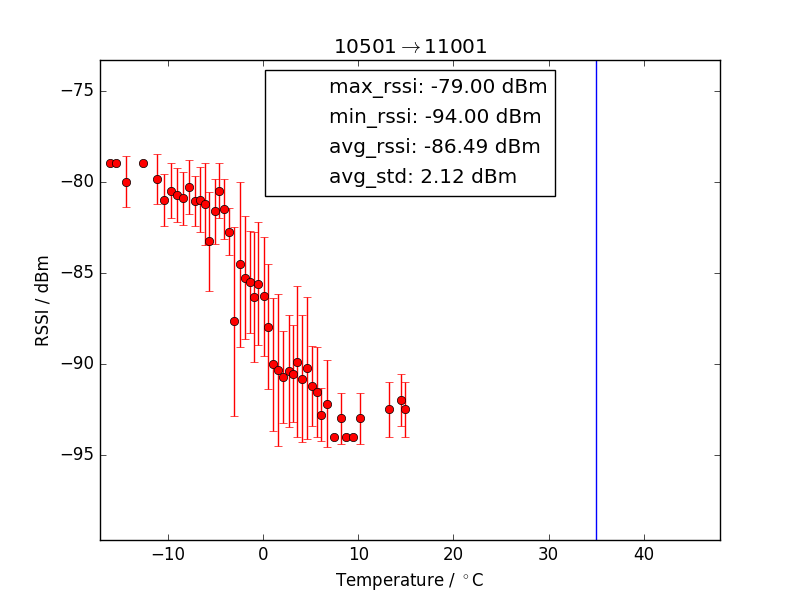 10501→11001
max_rssi: -79.00 dBm
min_rssi: -94.00 dBm
avg_rssi: -86.49 dBm
avg_std: 2.12 dBm
RSSI / dBm
−75
−80
−85
−90
−95
−10 0 10 20 30 40
Temperature / °C